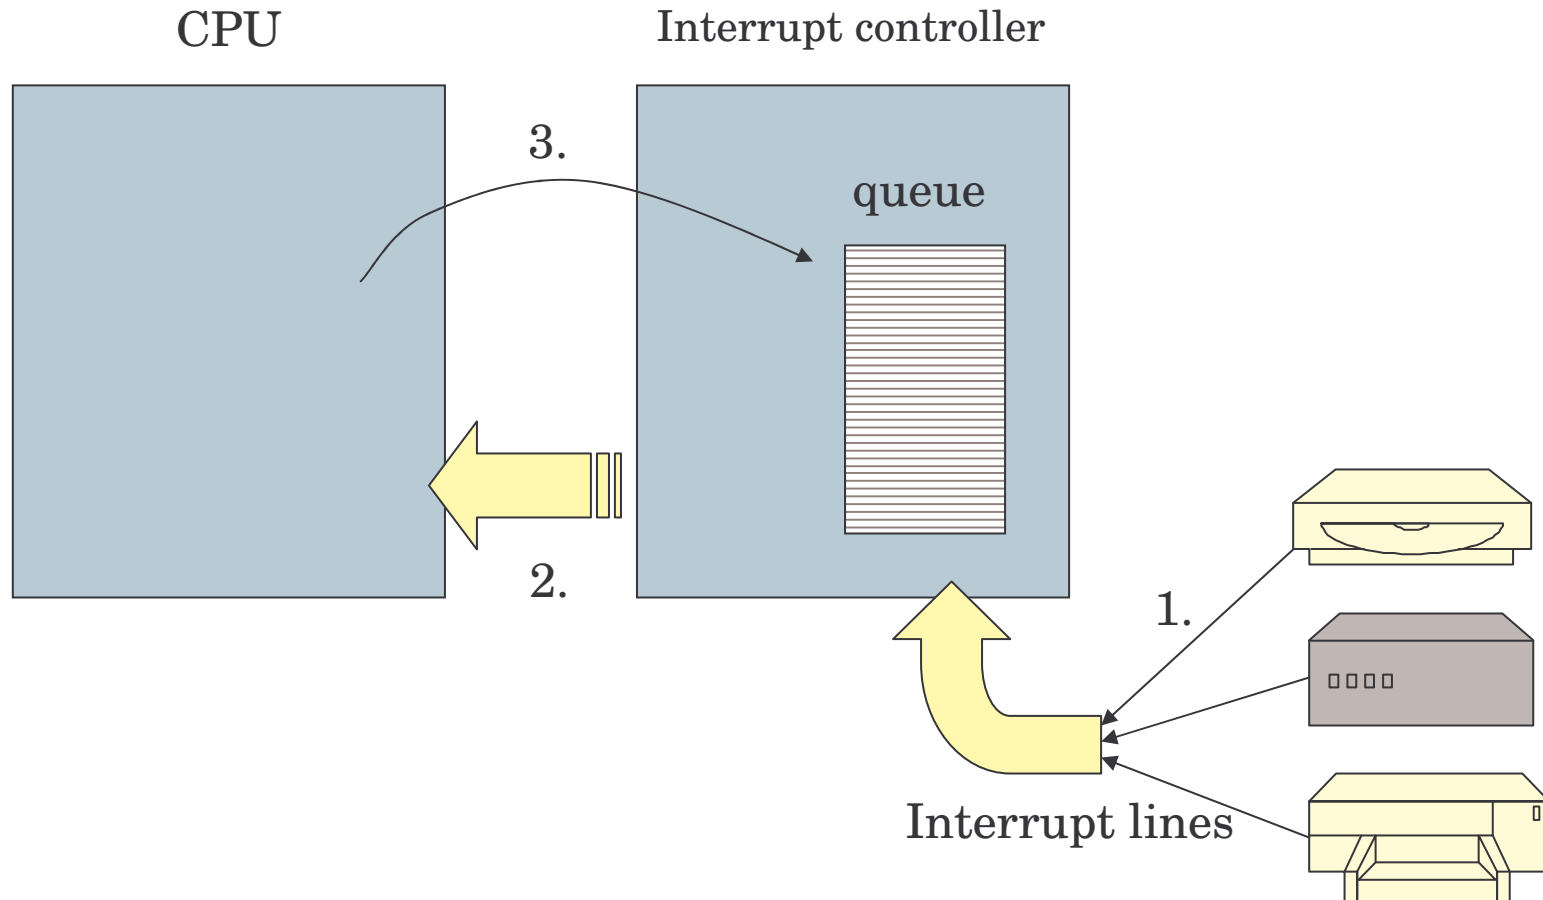 CPU
Interrupt controller
3.
queue
2.
1.
Interrupt lines